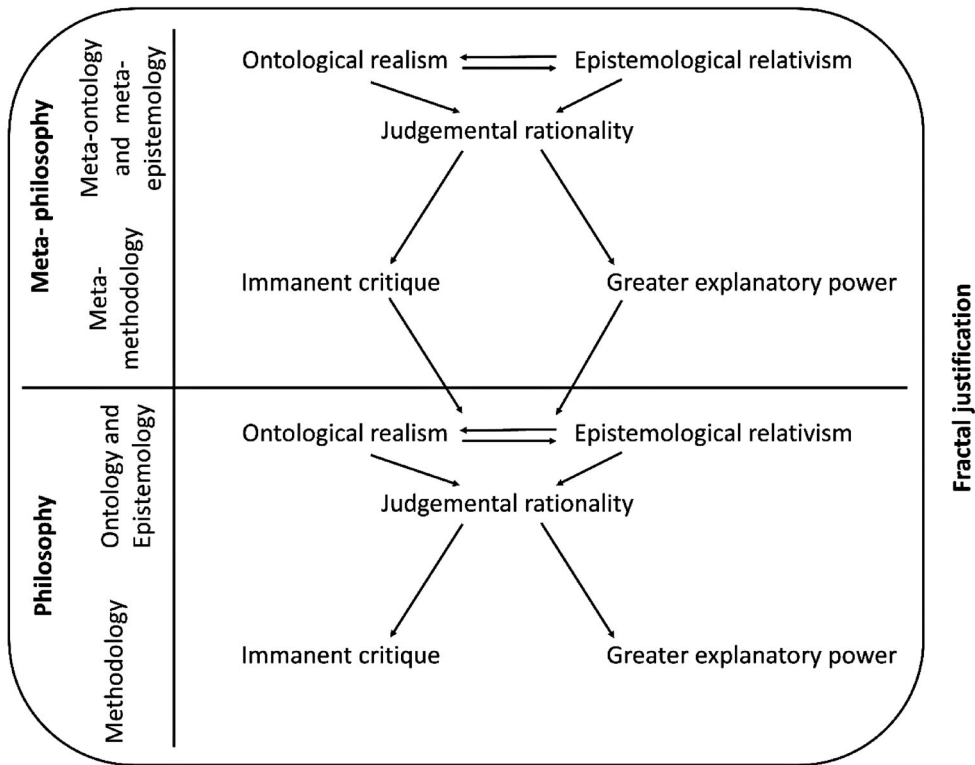 Meta- philosophy
Meta-ontology
and meta-
epistemology
Ontological realism
Epistemological relativism
Judgemental rationality
Meta-
methodology
Immanent critique
Greater explanatory power
Philosophy
Ontology and
Epistemology
Ontological realism
Epistemological relativism
Judgemental rationality
Methodology
Immanent critique
Greater explanatory power
Fractal justification